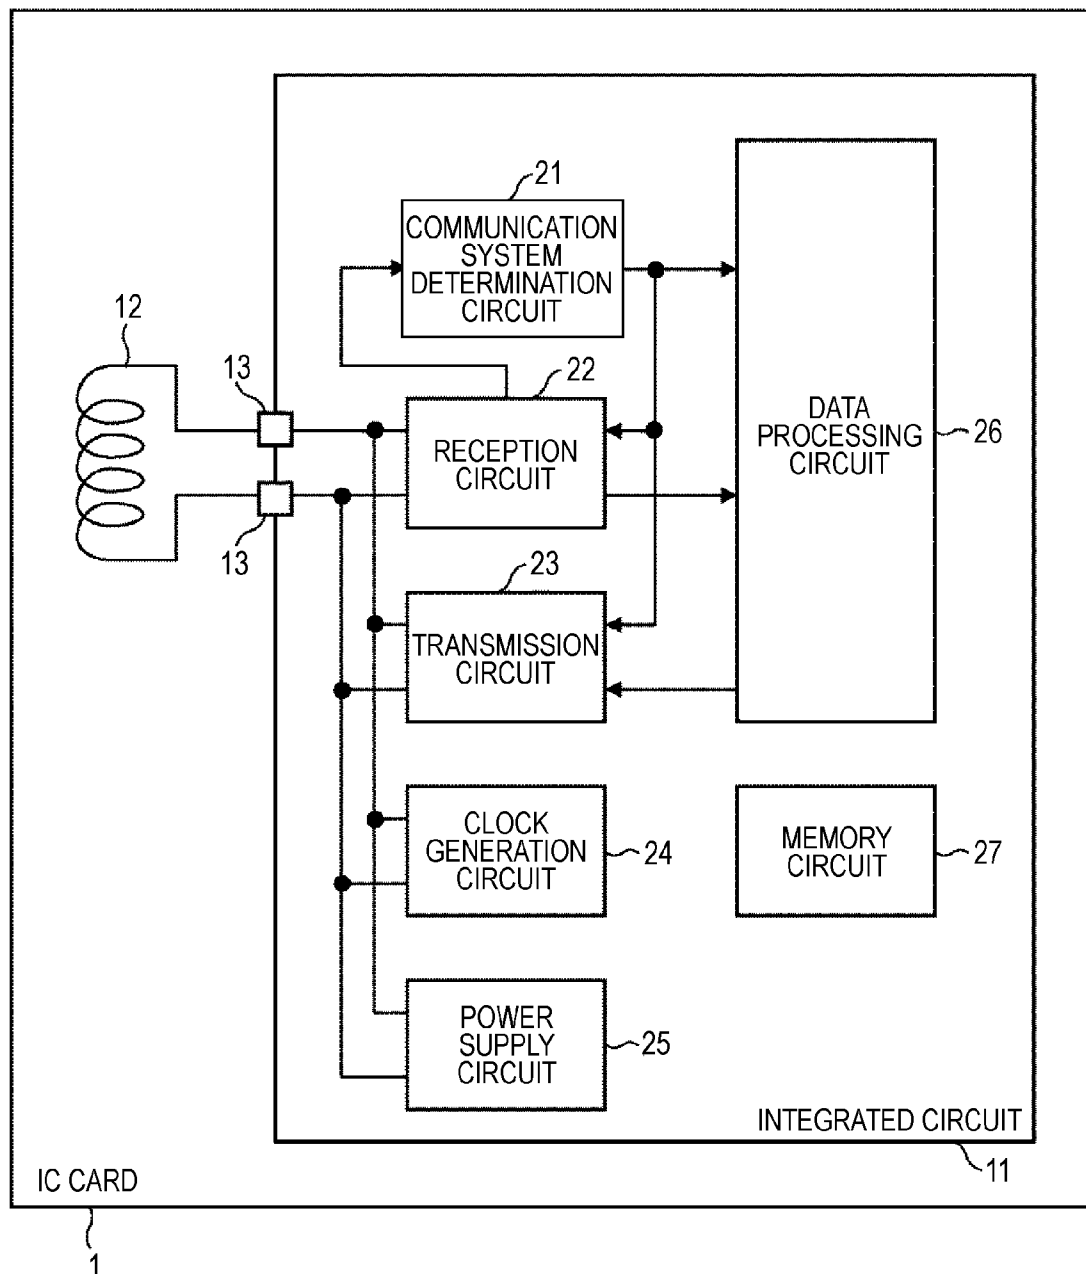 21
COMMUNICATION
SYSTEM
DETERMINATION
CIRCUIT
12
13
22
RECEPTION
CIRCUIT
DATA
PROCESSING
CIRCUIT
26
13
23
TRANSMISSION
CIRCUIT
CLOCK
GENERATION
CIRCUIT
24
MEMORY
CIRCUIT
27
POWER
SUPPLY
CIRCUIT
25
INTEGRATED CIRCUIT
11
IC CARD
1